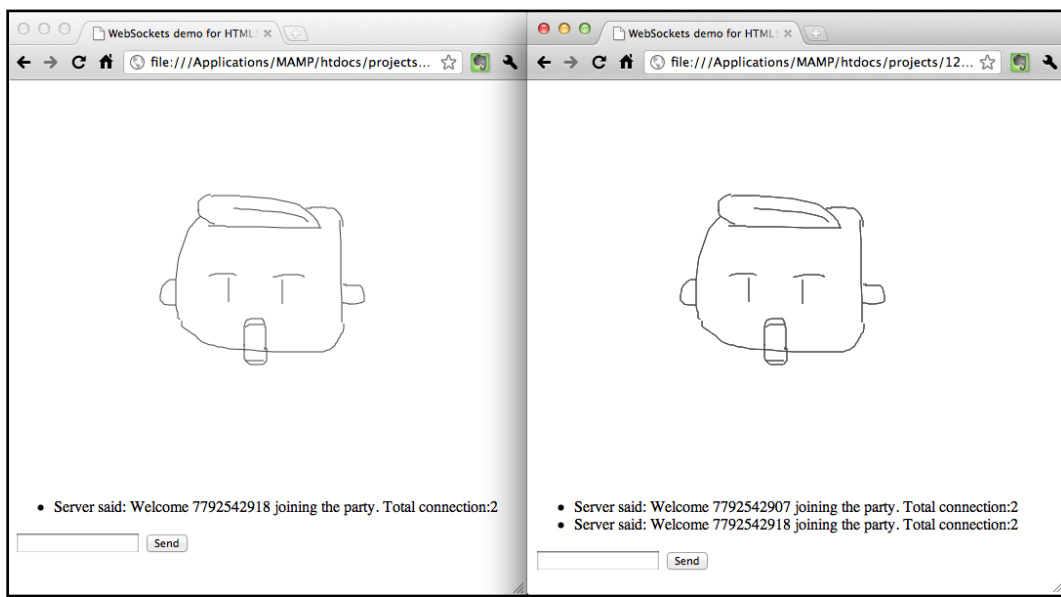 WebSockets demo for HTML5
file:///Applications/MAMP/htdocs/projects...
Server said: Welcome 7792542918 joining the party. Total connection:2
Send
WebSockets demo for HTML5
file:///Applications/MAMP/htdocs/projects/12...
Server said: Welcome 7792542907 joining the party. Total connection:2
Server said: Welcome 7792542918 joining the party. Total connection:2
Send